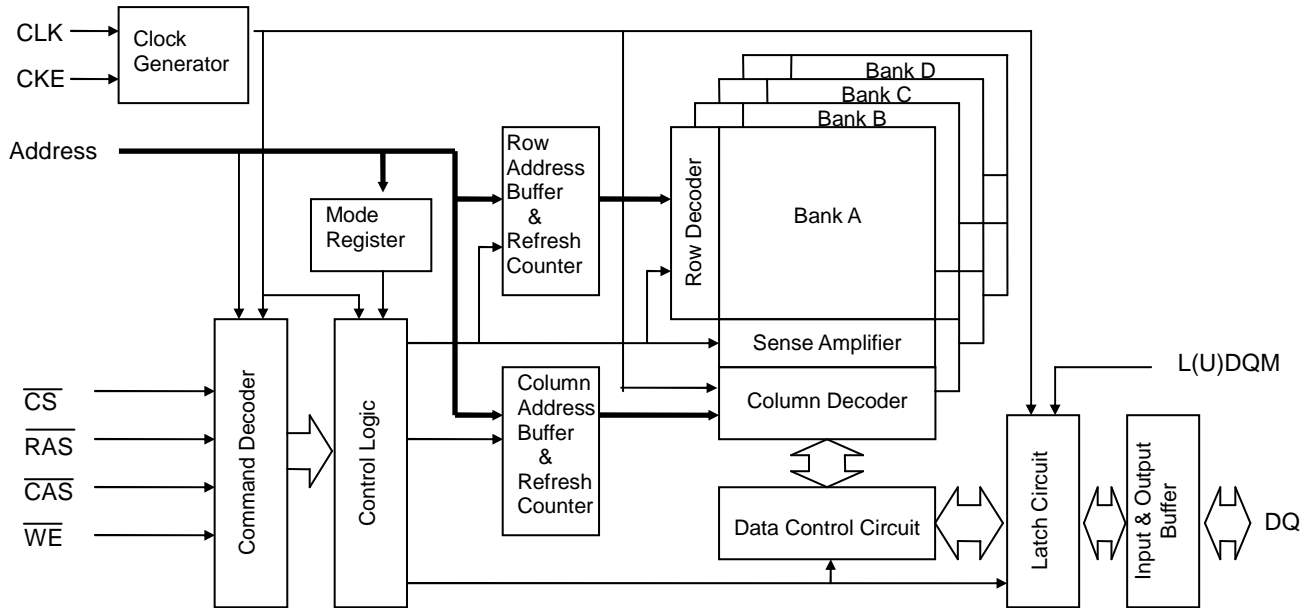 CLK
CKE
Clock
Generator
Address
Mode
Register
Row
Address
Buffer
&
Refresh
Counter
Bank D
Bank C
Bank B
Bank A
Row Decoder
Sense Amplifier
Column Decoder
CS
RAS
CAS
WE
Command Decoder
Control Logic
Column
Address
Buffer
&
Refresh
Counter
Data Control Circuit
L(U)DQM
Latch Circuit
Input & Output
Buffer
DQ